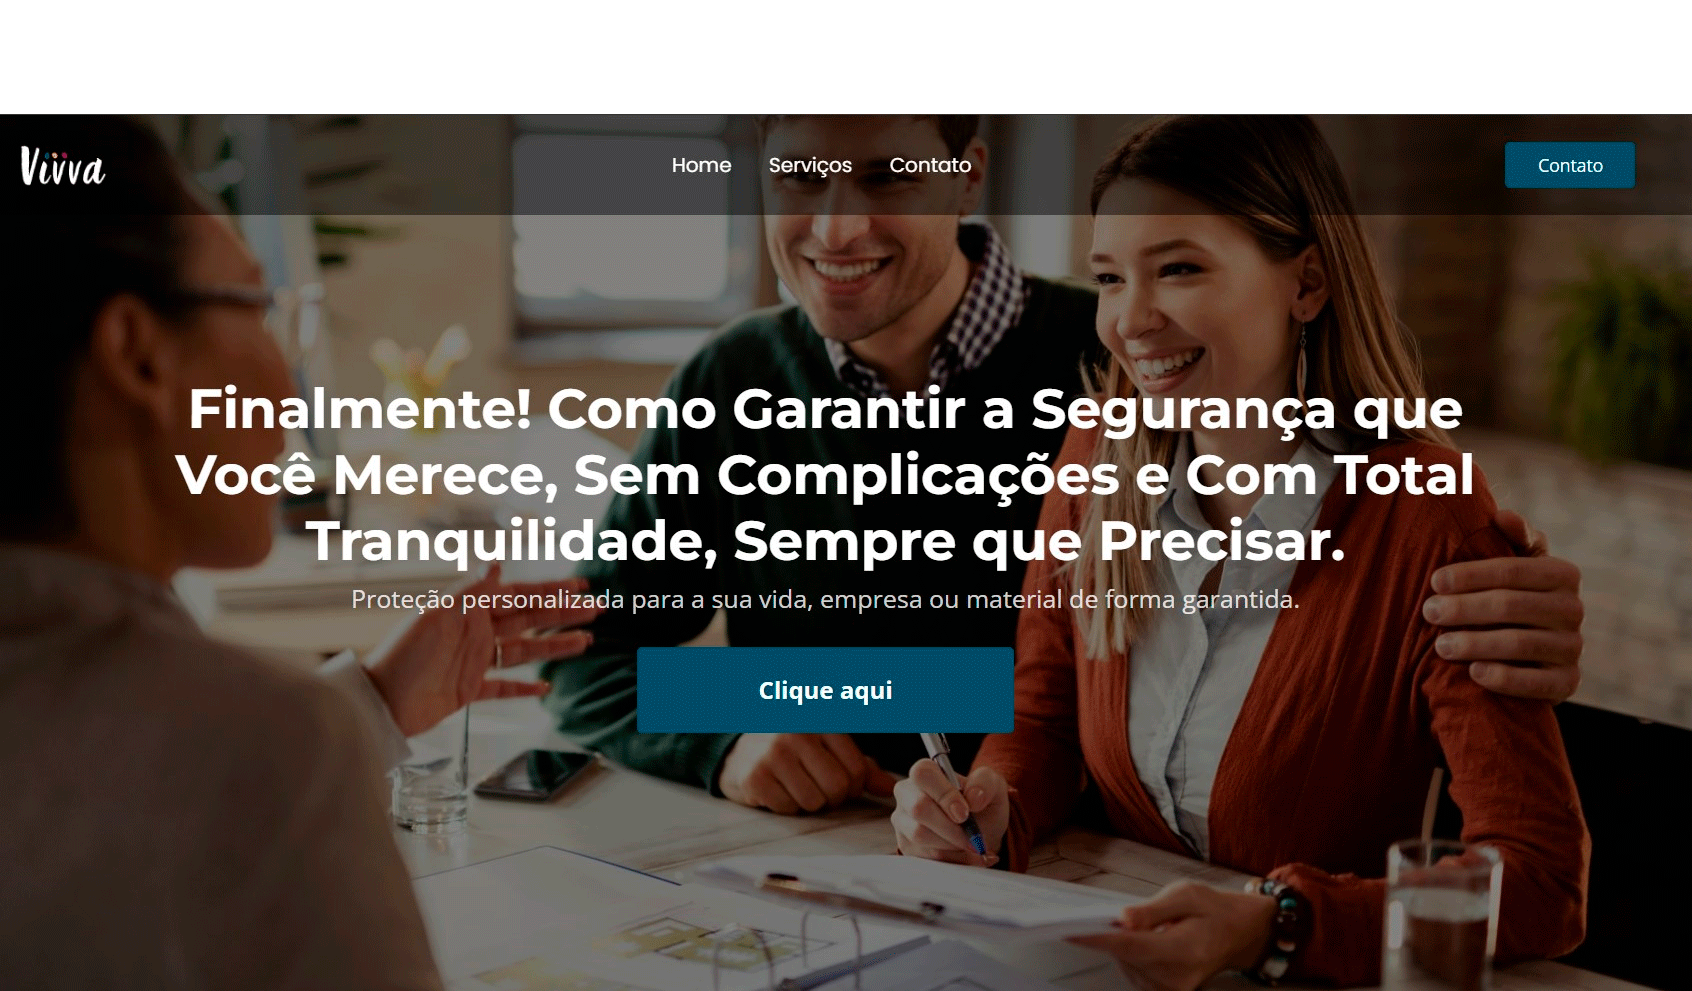 Vivva
Home
Serviços
Contato
Contato
Finalmente! Como Garantir a Segurança que
Você Merece, Sem Complicações e Com Total
Tranquilidade, Sempre que Precisar.
Proteção personalizada para a sua vida, empresa ou material de forma garantida.
Clique aqui